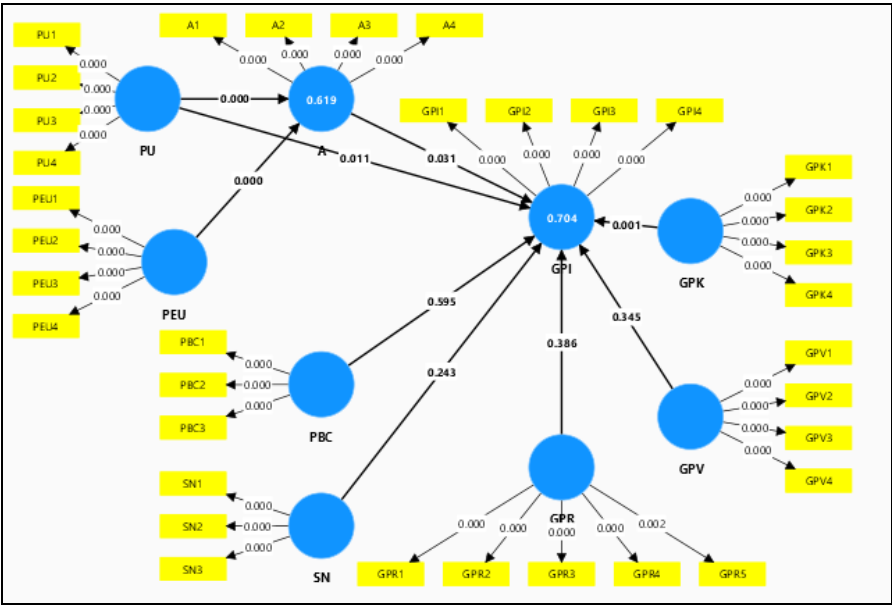 A1
A2
A3
A4
PU1
PU2
PU3
PU4
0.000
0.000
0.000
0.000
PU
0.000
0.000
0.000
0.000
0.000
0.619
A
0.011
0.031
0.000
GPI1
GPI2
GPI3
GPI4
0.000
0.000
0.000
0.000
0.704
GPI
PEU1
PEU2
PEU3
PEU4
0.000
0.000
0.000
0.000
PEU
0.001
GPK
GPK1
GPK2
GPK3
GPK4
0.000
0.000
0.000
0.000
0.595
0.243
0.386
0.345
PBC1
PBC2
PBC3
0.000
0.000
0.000
PBC
GPV
GPV1
GPV2
GPV3
GPV4
0.000
0.000
0.000
0.000
SN1
SN2
SN3
0.000
0.000
0.000
SN
GPR
0.000
0.000
0.000
0.000
0.002
GPR1
GPR2
GPR3
GPR4
GPR5